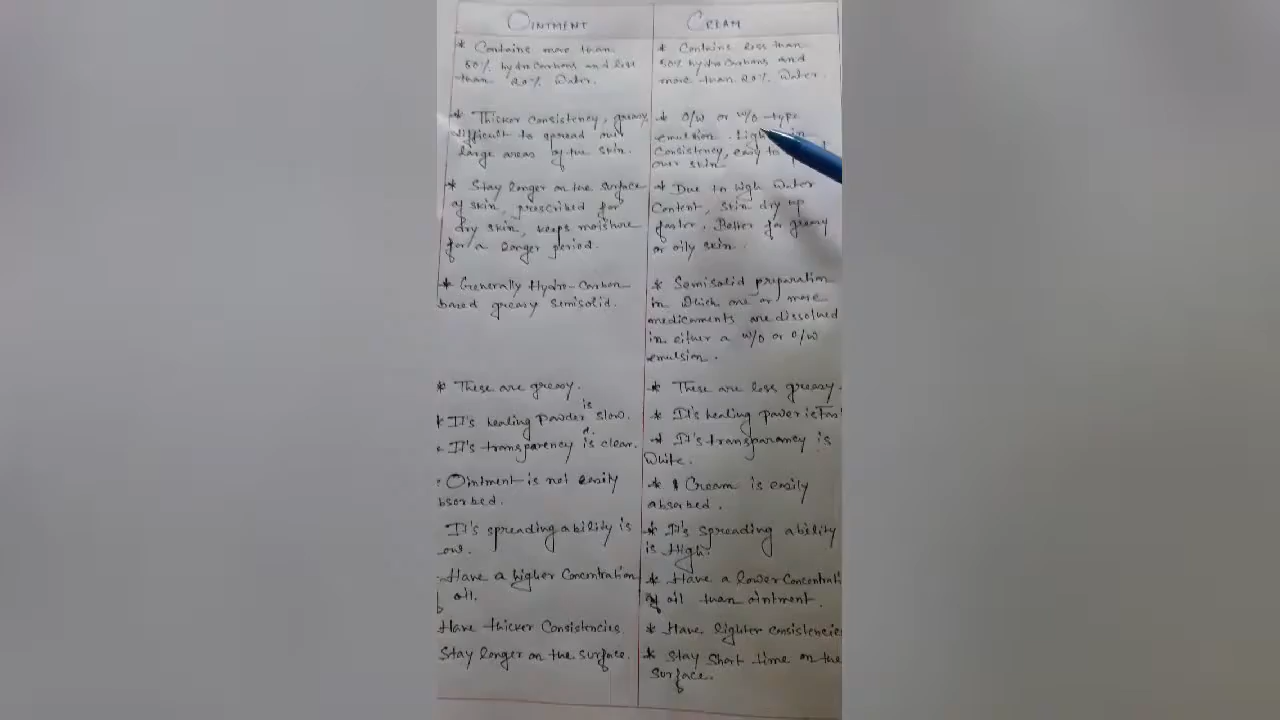 OINTMENT
* Contains more than
50% hydrocarbons and less
than 20% Water.
* Thicker consistency, greasy,
difficult to spread over
large areas of the skin.
* Stay longer on the surface
of skin, prescribed for
dry skin, keeps moisture
for a longer period.
* Generally Hydro-Carbon
based greasy semisolid.
* These are greasy.
* It's healing Powder is slow.
It's transparency is clear.
Ointment is not easily
bsorbed.
It's spreading ability is
low.
Have a higher Concentration
oil.
Have thicker Consistencies.
Stay longer on the surface.
CREAM
* Contains less than
50% hydrocarbons and
more than 20% Water.
* O/W or W/O -type
emulsion. Ligh in
Consistency, easy to
over skin
* Due to high Water
Content, skin dry up
faster. Better for greasy
or oily skin.
* Semisolid preparation
in which one or more
medicaments are dissolved
in either a W/O or O/W
emulsion.
* These are less greasy.
* It's healing power is Fas
* It's transparancy is
White.
* Cream is easily
absorbed.
* It's spreading ability
is High.
* Have a lower Concentrati
of oil than ointment.
* Have lighter consistencie
* Stay Short time on the
Surface.